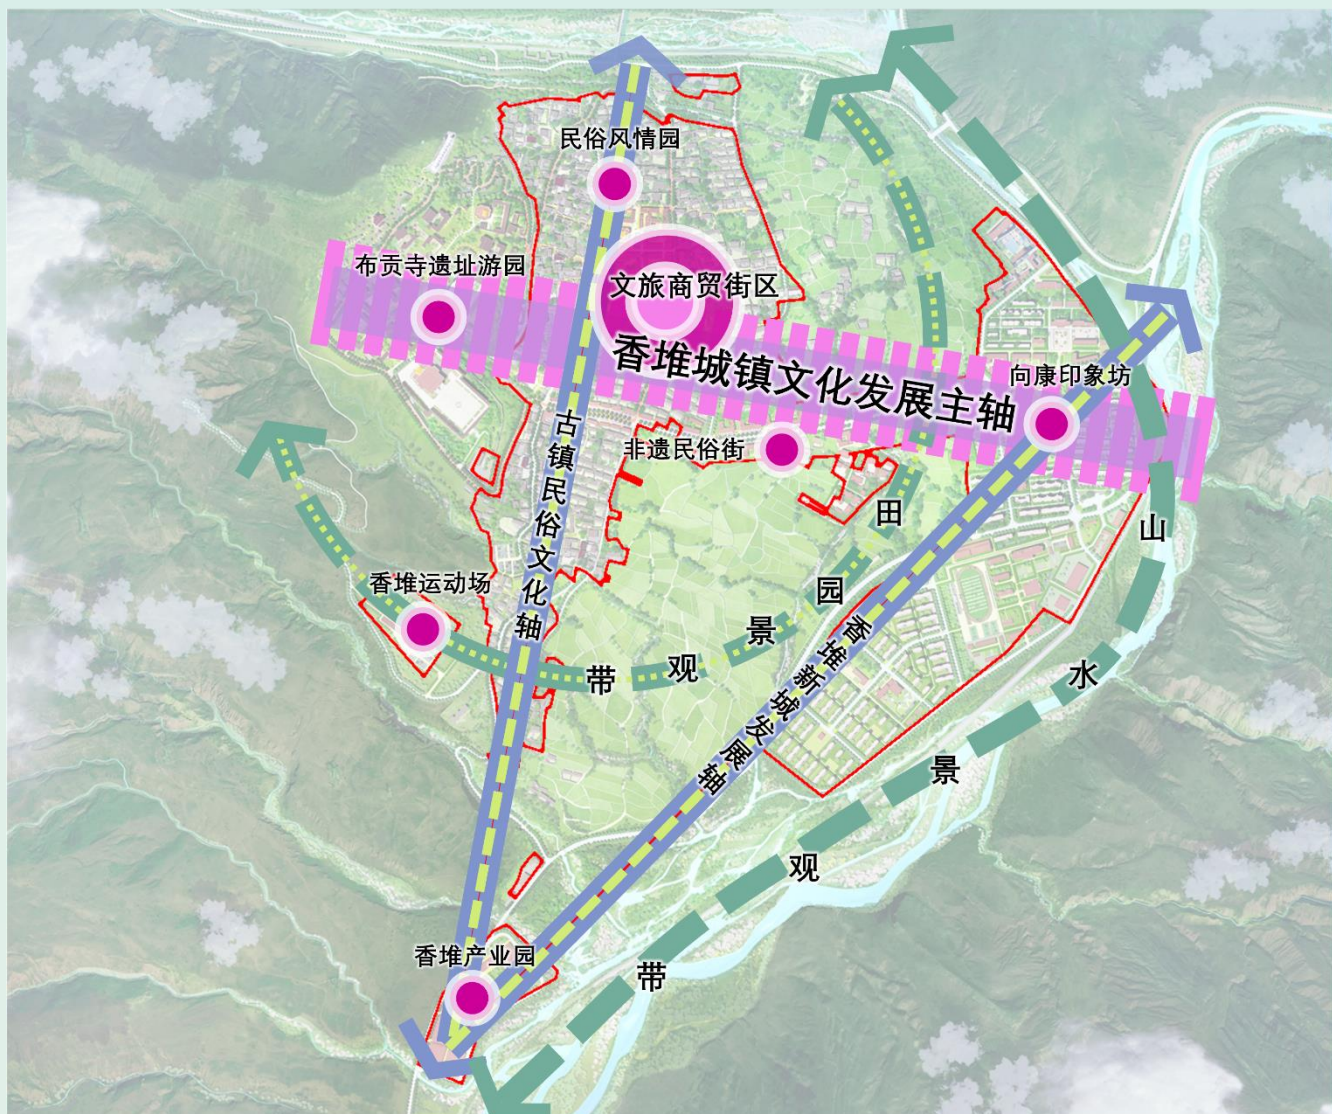 民俗风情园
布贡寺遗址游园
文旅商贸街区
香堆城镇文化发展主轴
向康印象坊
非遗民俗街
古镇民俗文化轴
香堆运动场
田园景观带
香堆新城发展轴
山水景观带
香堆产业园